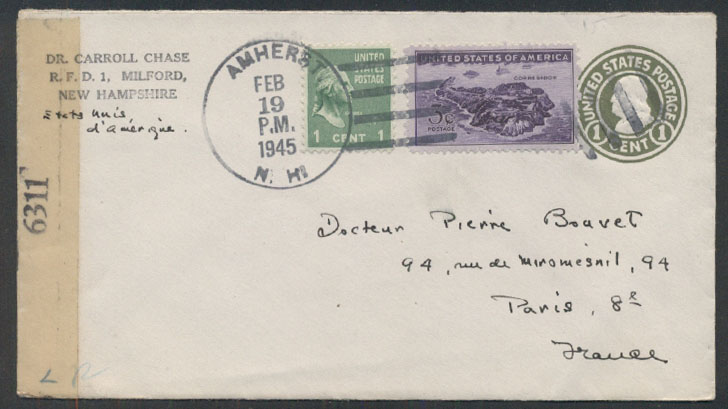 DR. CARROLL CHASE
R. F. D. 1, MILFORD,
NEW HAMPSHIRE
Etats Unis
d'amérique.
6311
AMHERST
FEB
19
P.M.
1945
N. H.
UNITED
STATES
POSTAGE
1 CENT 1
UNITED STATES OF AMERICA
CORREGIDOR
3¢
POSTAGE
UNITED STATES POSTAGE
1 CENT 1
Docteur Pierre Bouvet
94, rue de Miromesnil, 94
Paris, 8e
France